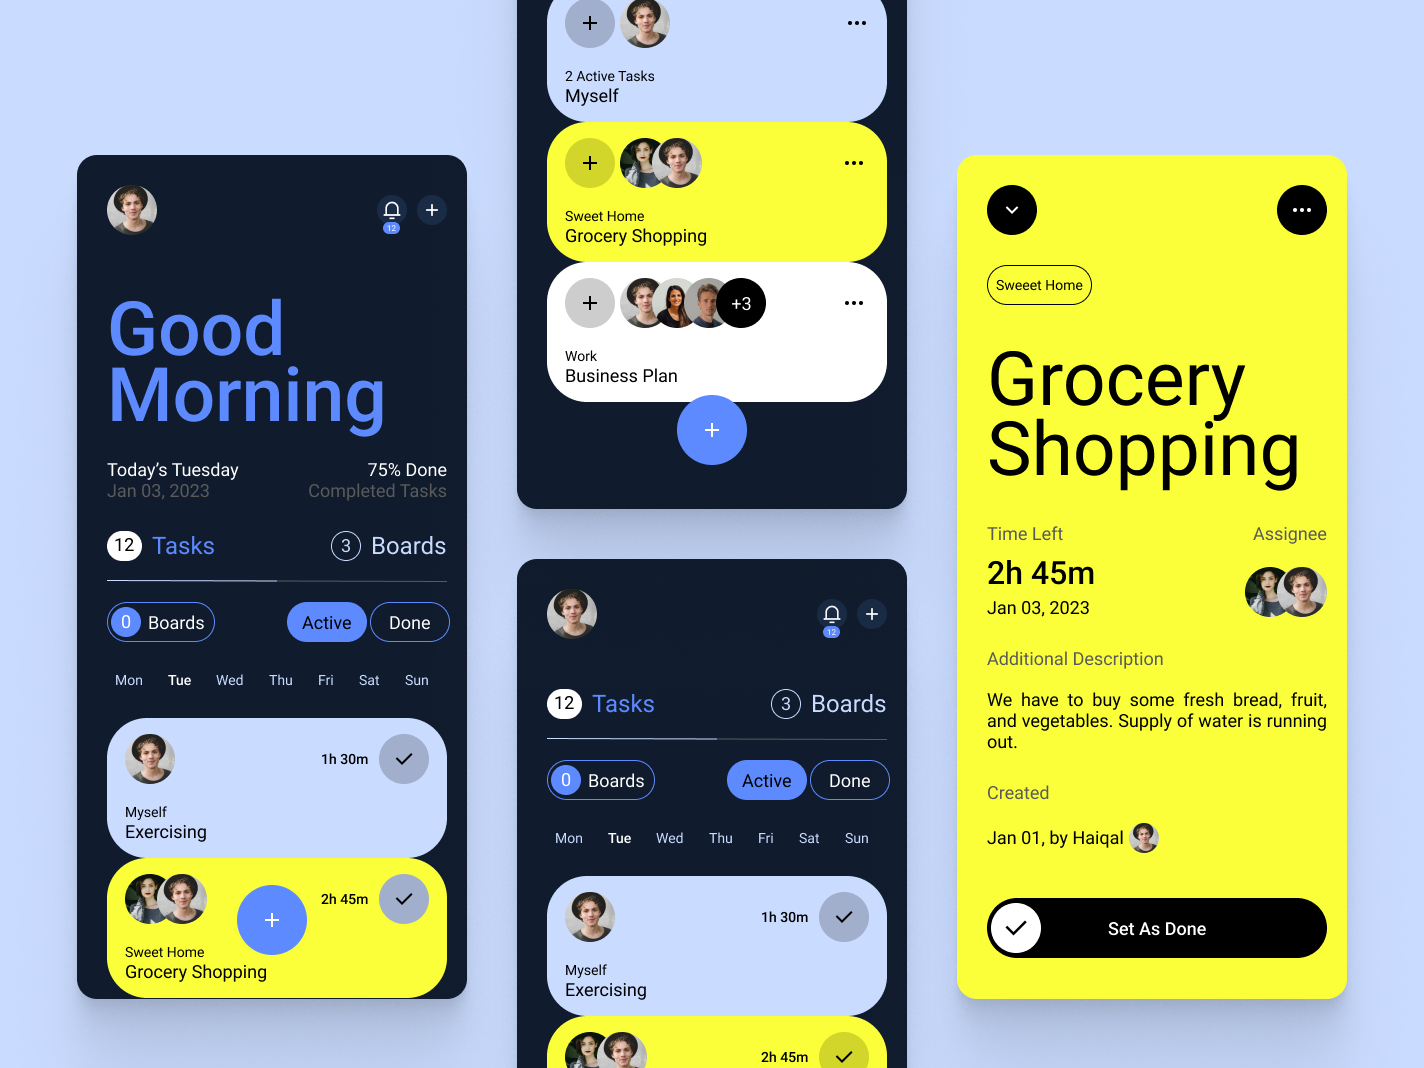 12
Good
Morning
Today’s Tuesday
75% Done
Jan 03, 2023
Completed Tasks
12 Tasks
3 Boards
0 Boards
Active
Done
Mon Tue Wed Thu Fri Sat Sun
1h 30m
Myself
Exercising
2h 45m
Sweet Home
Grocery Shopping
2 Active Tasks
Myself
Sweet Home
Grocery Shopping
+3
Work
Business Plan
12
12 Tasks
3 Boards
0 Boards
Active
Done
Mon Tue Wed Thu Fri Sat Sun
1h 30m
Myself
Exercising
2h 45m
Sweeet Home
Grocery
Shopping
Time Left
Assignee
2h 45m
Jan 03, 2023
Additional Description
We have to buy some fresh bread, fruit,
and vegetables. Supply of water is running
out.
Created
Jan 01, by Haiqal
Set As Done